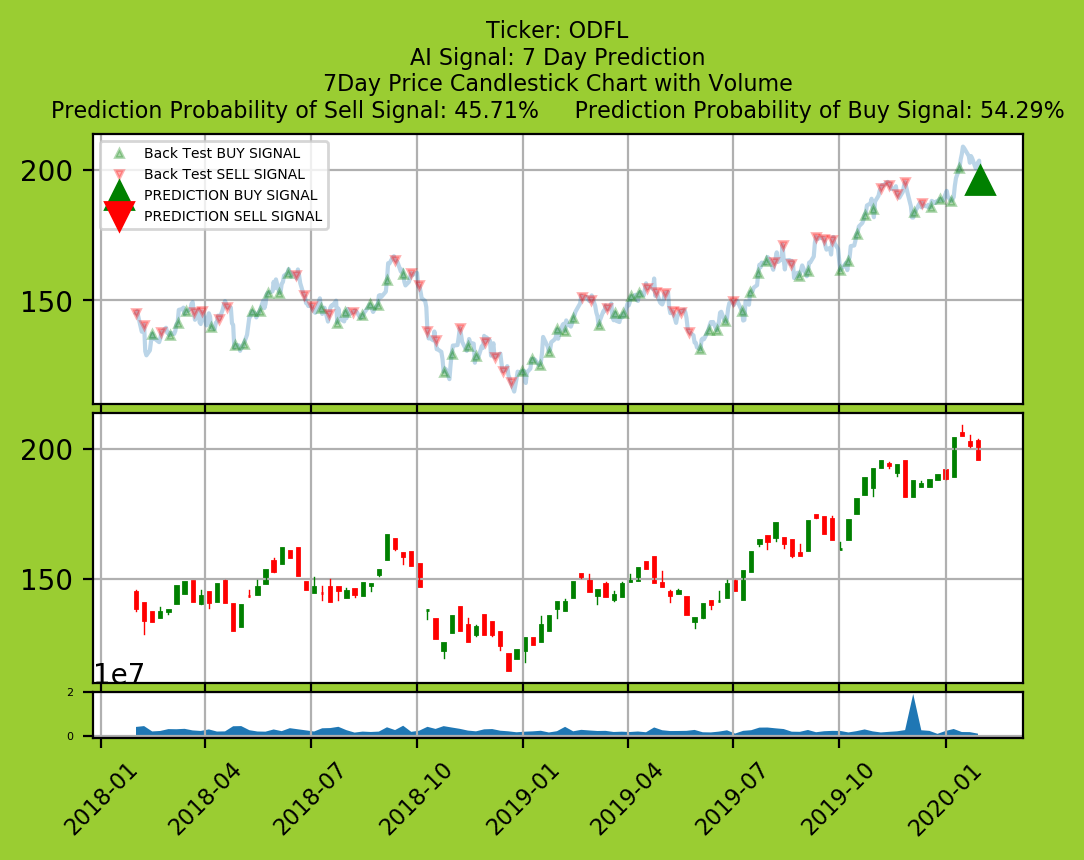 Ticker: ODFL
AI Signal: 7 Day Prediction
7Day Price Candlestick Chart with Volume
Prediction Probability of Sell Signal: 45.71% Prediction Probability of Buy Signal: 54.29%
Back Test BUY SIGNAL
Back Test SELL SIGNAL
PREDICTION BUY SIGNAL
PREDICTION SELL SIGNAL
200
150
200
150
1e7
2
0
2018-01 2018-04 2018-07 2018-10 2019-01 2019-04 2019-07 2019-10 2020-01